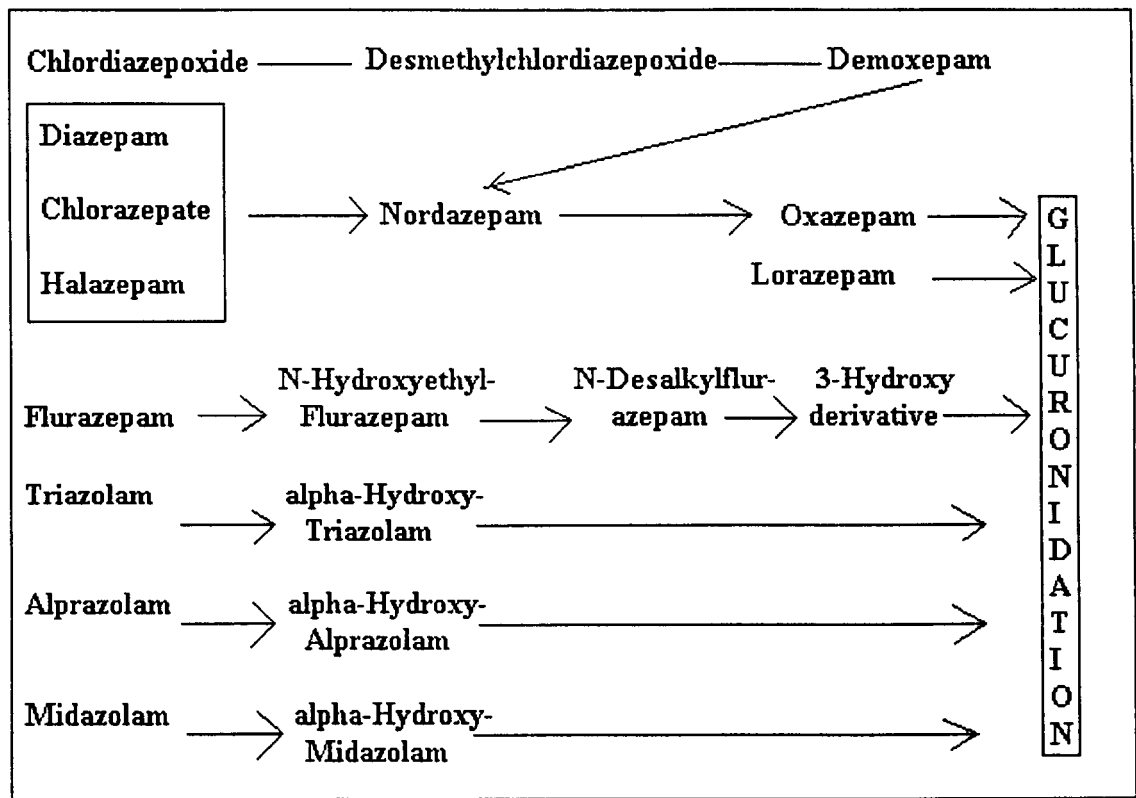 Chlordiazepoxide Desmethylchlordiazepoxide Demoxepam
Diazepam
Chlorazepate Nordazepam Oxazepam
Halazepam Lorazepam
N-Hydroxyethyl- N-Desalkylflur- 3-Hydroxy
Flurazepam Flurazepam azepam derivative
Triazolam alpha-Hydroxy-
Triazolam
Alprazolam alpha-Hydroxy-
Alprazolam
Midazolam alpha-Hydroxy-
Midazolam
GLUCURONIDATION